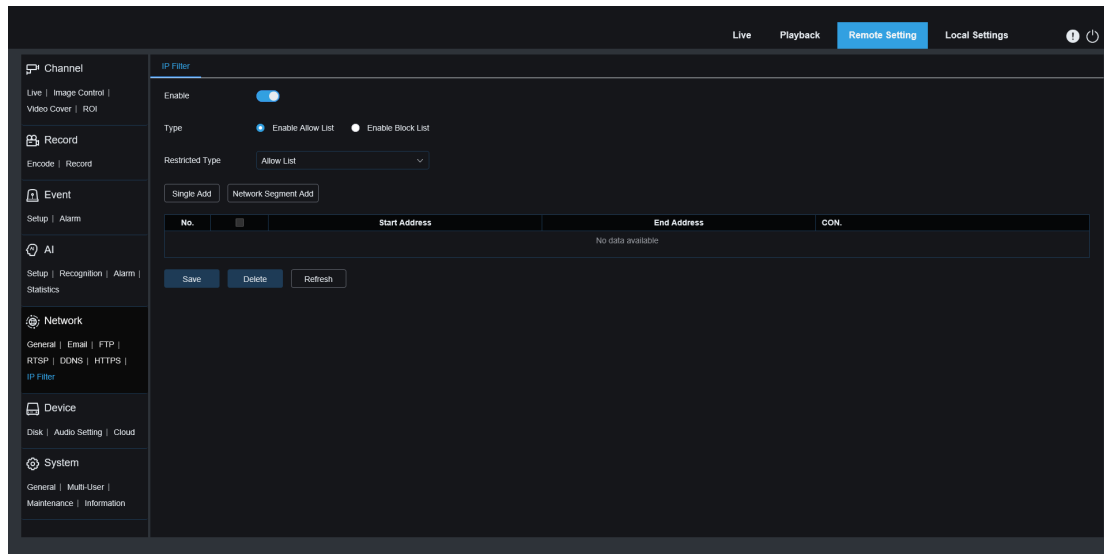 Live Playback Remote Setting Local Settings
Channel
Live | Image Control |
Video Cover | ROI
Record
Encode | Record
Event
Setup | Alarm
AI
Setup | Recognition | Alarm |
Statistics
Network
General | Email | FTP |
RTSP | DDNS | HTTPS |
IP Filter
Device
Disk | Audio Setting | Cloud
System
General | Multi-User |
Maintenance | Information
IP Filter
Enable
Type Enable Allow List Enable Block List
Restricted Type Allow List
Single Add Network Segment Add
No. Start Address End Address CON.
No data available
Save Delete Refresh